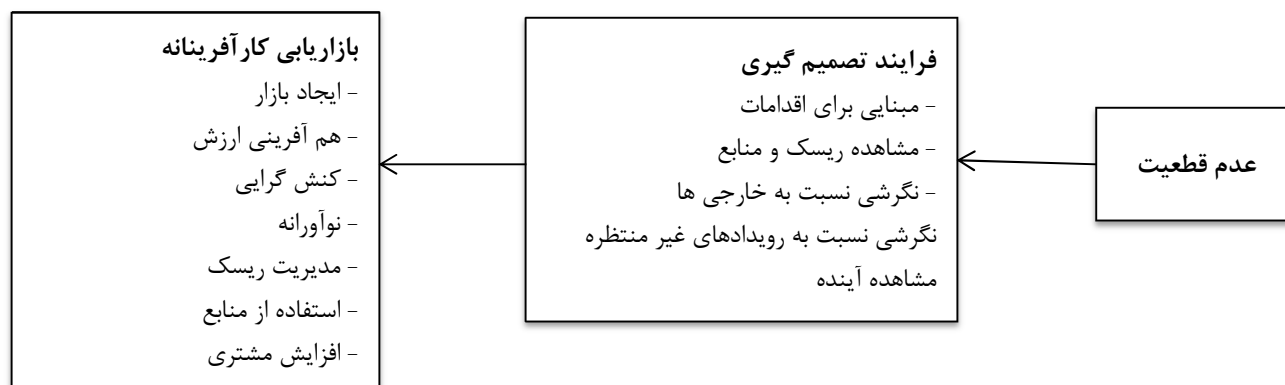 عدم قطعیت
فرایند تصمیم گیری
- مبنایی برای اقدامات
- مشاهده ریسک و منابع
- نگرشی نسبت به خارجی ها
نگرشی نسبت به رویدادهای غیر منتظره
مشاهده آینده
بازاریابی کارآفرینانه
- ایجاد بازار
- هم آفرینی ارزش
- کنش گرایی
- نوآورانه
- مدیریت ریسک
- استفاده از منابع
- افزایش مشتری